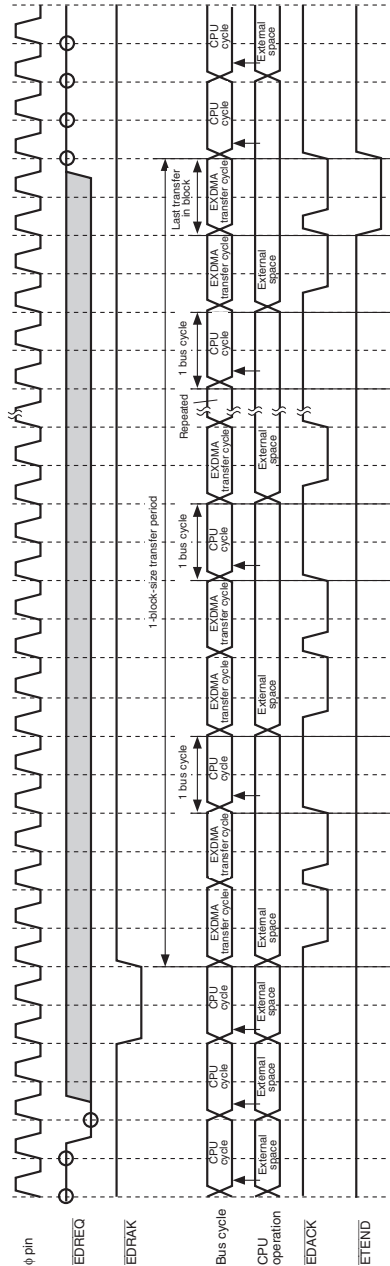 φ pin
EDREQ
EDRAK
1-block-size transfer period
Last transfer
in block
1 bus cycle
1 bus cycle
1 bus cycle
Repeated
Bus cycle
CPU
cycle
CPU
cycle
CPU
cycle
EXDMA
transfer cycle
EXDMA
transfer cycle
CPU
cycle
EXDMA
transfer cycle
EXDMA
transfer cycle
CPU
cycle
EXDMA
transfer cycle
CPU
cycle
EXDMA
transfer cycle
EXDMA
transfer cycle
CPU
cycle
CPU
cycle
CPU
operation
External
space
External
space
External
space
External
space
External
space
External
space
External
space
External
space
EDACK
ETEND